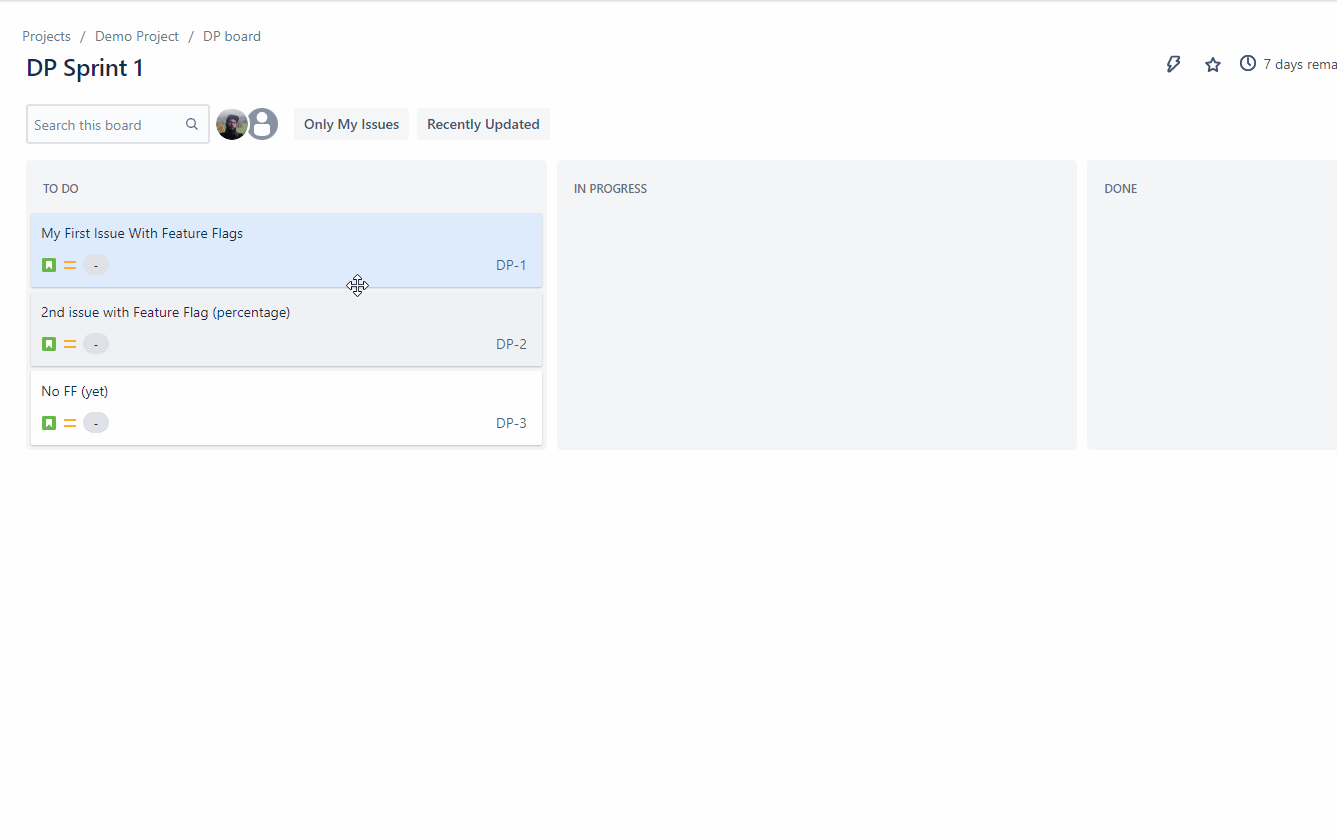 Projects / Demo Project / DP board
DP Sprint 1
7 days rema
Search this board
Only My Issues
Recently Updated
TO DO
IN PROGRESS
DONE
My First Issue With Feature Flags
-
DP-1
2nd issue with Feature Flag (percentage)
-
DP-2
No FF (yet)
-
DP-3